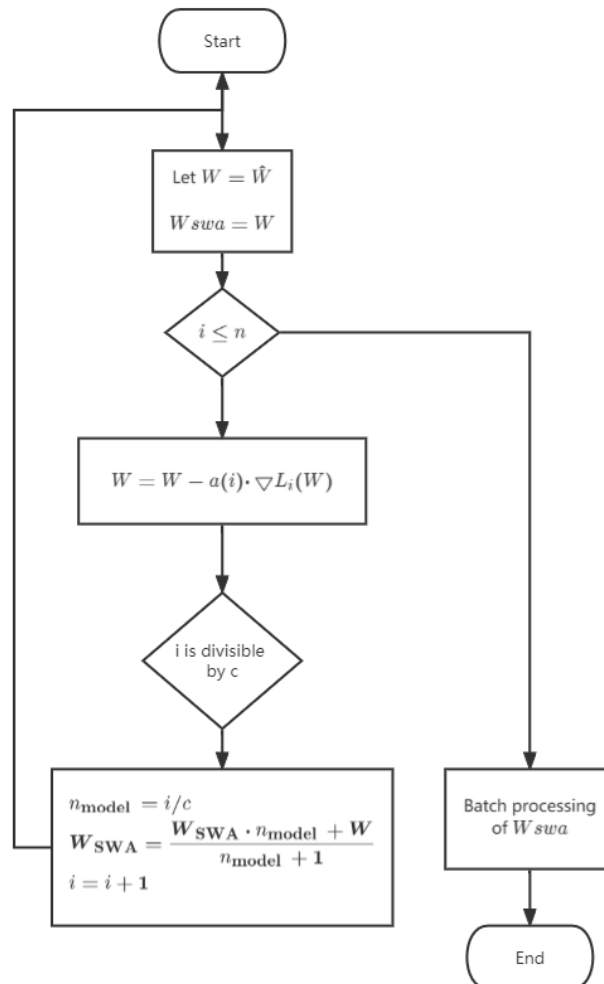 Start
Let W = Ŵ
Wswa = W
i ≤ n
W = W − a(i)· ▽L_i(W)
i is divisible
by c
n_model = i/c
W_SWA = (W_SWA · n_model + W) / (n_model + 1)
i = i + 1
Batch processing
of Wswa
End